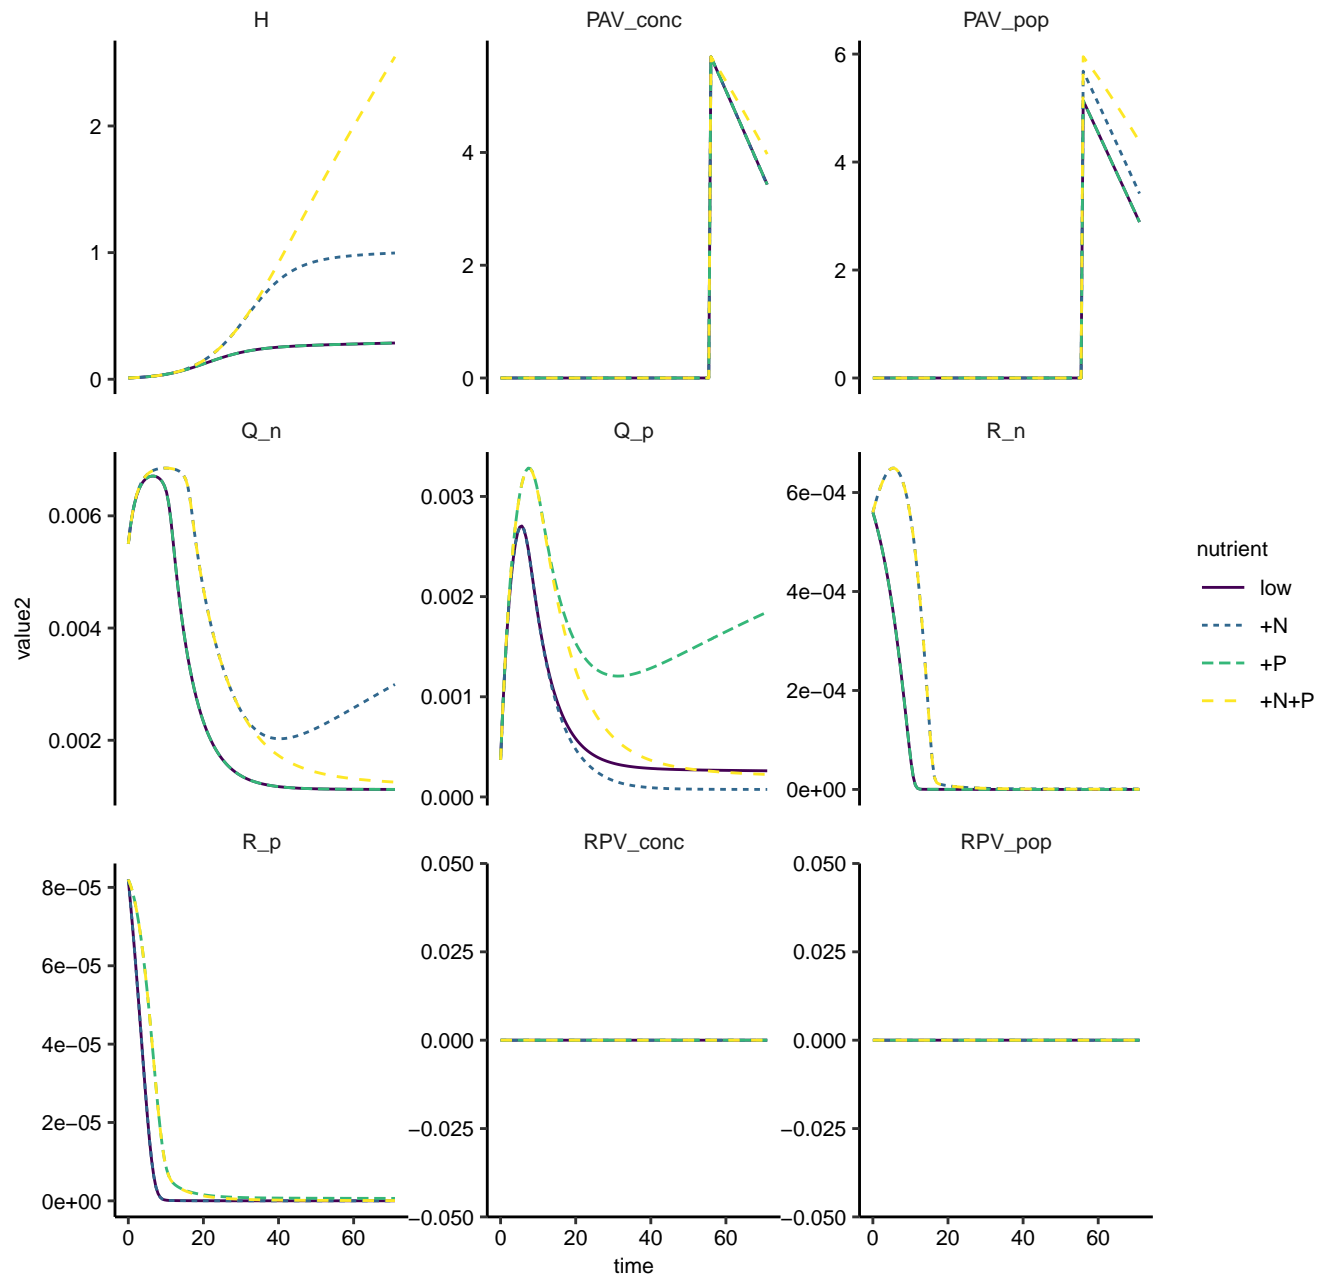 H
PAV_conc
PAV_pop
2
1
0
4
2
0
6
4
2
0
Q_n
Q_p
R_n
0.006
0.004
0.002
0.003
0.002
0.001
0.000
6e−04
4e−04
2e−04
0e+00
value2
nutrient
low
+N
+P
+N+P
R_p
RPV_conc
RPV_pop
8e−05
6e−05
4e−05
2e−05
0e+00
0.050
0.025
0.000
−0.025
−0.050
0.050
0.025
0.000
−0.025
−0.050
0 20 40 60
0 20 40 60
0 20 40 60
time